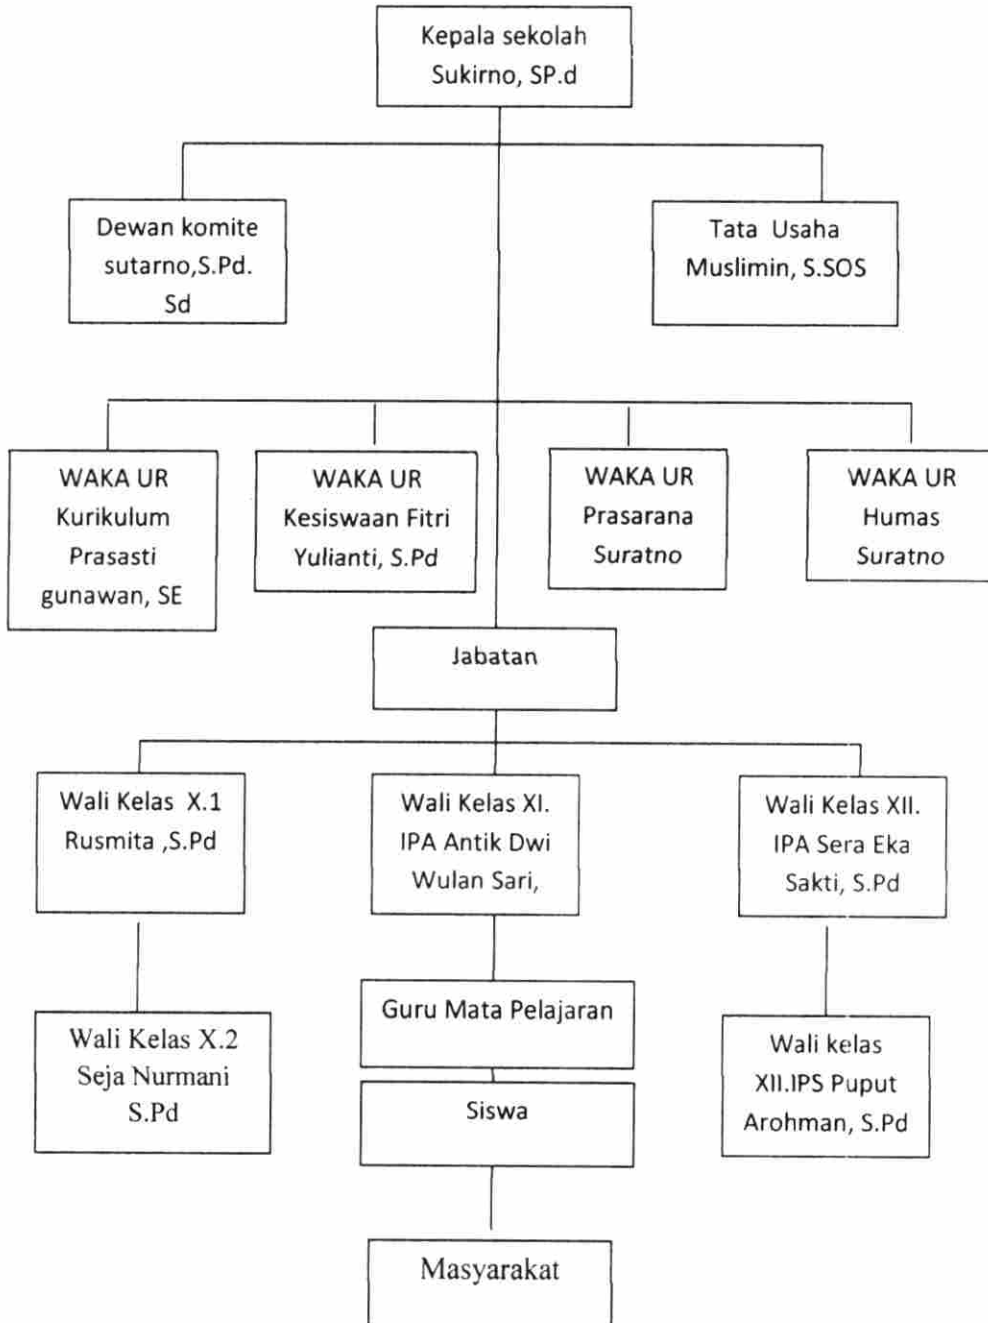 Kepala sekolah
Sukirno, SP.d
Dewan komite
sutarno,S.Pd.
Sd
Tata Usaha
Muslimin, S.SOS
WAKA UR
Kurikulum
Prasasti
gunawan, SE
WAKA UR
Kesiswaan Fitri
Yulianti, S.Pd
WAKA UR
Prasarana
Suratno
WAKA UR
Humas
Suratno
Jabatan
Wali Kelas X.1
Rusmita ,S.Pd
Wali Kelas XI.
IPA Antik Dwi
Wulan Sari,
Wali Kelas XII.
IPA Sera Eka
Sakti, S.Pd
Wali Kelas X.2
Seja Nurmani
S.Pd
Guru Mata Pelajaran
Siswa
Wali kelas
XII.IPS Puput
Arohman, S.Pd
Masyarakat